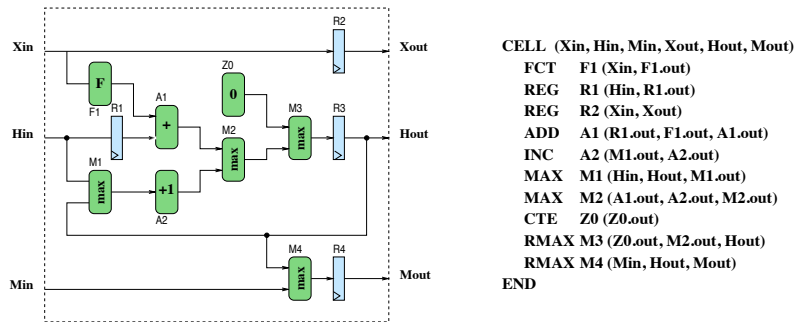 R2
Xin
Xout
Z0
F
A1
0
F1
R1
M3
R3
+
M2
Hin
Hout
max
M1
max
max
+1
A2
M4
R4
Mout
Min
max
CELL (Xin, Hin, Min, Xout, Hout, Mout)
FCT F1 (Xin, F1.out)
REG R1 (Hin, R1.out)
REG R2 (Xin, Xout)
ADD A1 (R1.out, F1.out, A1.out)
INC A2 (M1.out, A2.out)
MAX M1 (Hin, Hout, M1.out)
MAX M2 (A1.out, A2.out, M2.out)
CTE Z0 (Z0.out)
RMAX M3 (Z0.out, M2.out, Hout)
RMAX M4 (Min, Hout, Mout)
END